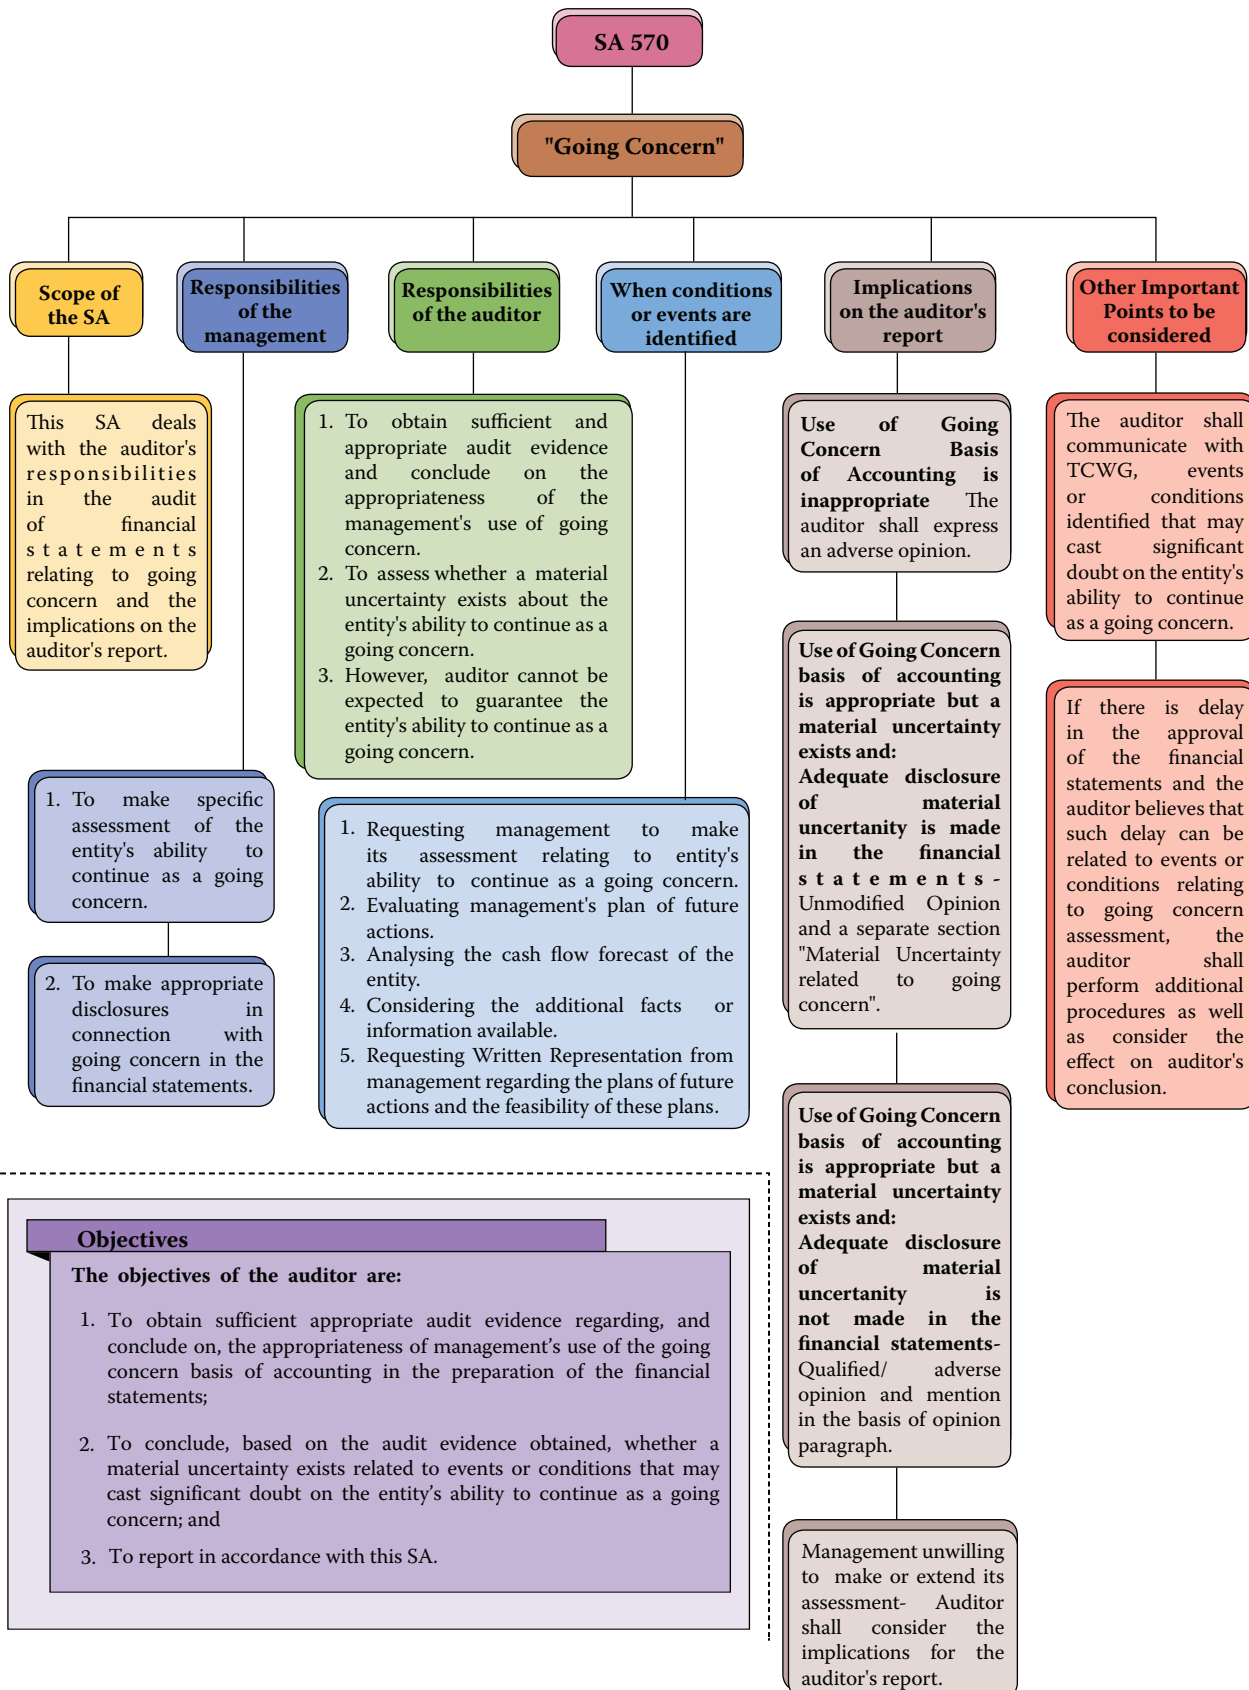 SA 570
"Going Concern"
Scope of
the SA
This SA deals
with the auditor's
responsibilities
in the audit
of financial
statements
relating to going
concern and the
implications on the
auditor's report.
Responsibilities
of the
management
1. To make specific
assessment of the
entity's ability to
continue as a going
concern.
2. To make appropriate
disclosures in
connection with
going concern in the
financial statements.
Responsibilities
of the auditor
1. To obtain sufficient and
appropriate audit evidence
and conclude on the
appropriateness of the
management's use of going
concern.
2. To assess whether a material
uncertainty exists about the
entity's ability to continue as a
going concern.
3. However, auditor cannot be
expected to guarantee the
entity's ability to continue as a
going concern.
When conditions
or events are
identified
1. Requesting management to make
its assessment relating to entity's
ability to continue as a going concern.
2. Evaluating management's plan of future
actions.
3. Analysing the cash flow forecast of the
entity.
4. Considering the additional facts or
information available.
5. Requesting Written Representation from
management regarding the plans of future
actions and the feasibility of these plans.
Implications
on the auditor's
report
Use of Going
Concern Basis
of Accounting is
inappropriate The
auditor shall express
an adverse opinion.
Use of Going Concern
basis of accounting
is appropriate but a
material uncertainty
exists and:
Adequate disclosure
of material
uncertanity is made
in the financial
statements-
Unmodified Opinion
and a separate section
"Material Uncertainty
related to going
concern".
Use of Going Concern
basis of accounting
is appropriate but a
material uncertainty
exists and:
Adequate disclosure
of material
uncertanity is
not made in the
financial statements-
Qualified/ adverse
opinion and mention
in the basis of opinion
paragraph.
Management unwilling
to make or extend its
assessment- Auditor
shall consider the
implications for the
auditor's report.
Other Important
Points to be
considered
The auditor shall
communicate with
TCWG, events
or conditions
identified that may
cast significant
doubt on the entity's
ability to continue
as a going concern.
If there is delay
in the approval
of the financial
statements and the
auditor believes that
such delay can be
related to events or
conditions relating
to going concern
assessment, the
auditor shall
perform additional
procedures as well
as consider the
effect on auditor's
conclusion.
Objectives
The objectives of the auditor are:
1. To obtain sufficient appropriate audit evidence regarding, and
conclude on, the appropriateness of management’s use of the going
concern basis of accounting in the preparation of the financial
statements;
2. To conclude, based on the audit evidence obtained, whether a
material uncertainty exists related to events or conditions that may
cast significant doubt on the entity’s ability to continue as a going
concern; and
3. To report in accordance with this SA.